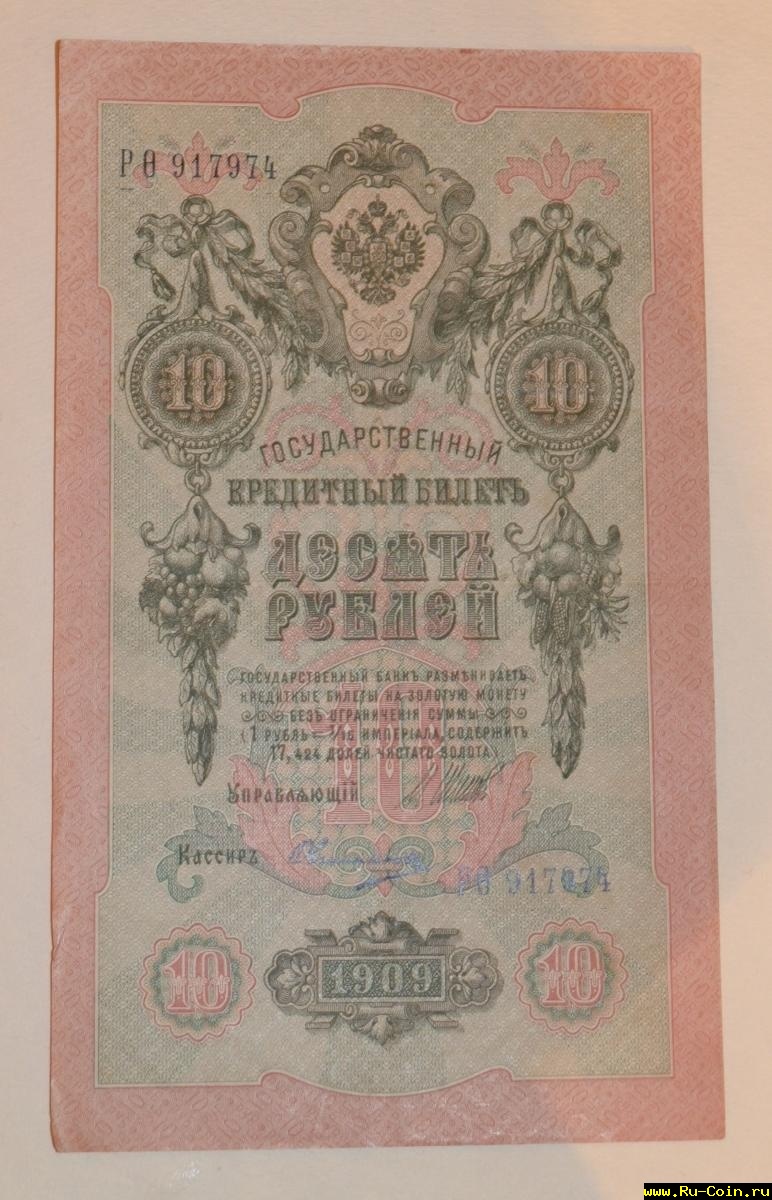 РѲ 917974
10 10
ГОСУДАРСТВЕННЫЙ
КРЕДИТНЫЙ БИЛЕТЪ
ДЕСЯТЬ
РУБЛЕЙ
ГОСУДАРСТВЕННЫЙ БАНКЪ РАЗМѢНИВАЕТЪ
КРЕДИТНЫЕ БИЛЕТЫ НА ЗОЛОТУЮ МОНЕТУ
БЕЗЪ ОГРАНИЧЕНІЯ СУММЫ
(1 РУБЛЬ = 1/15 ИМПЕРІАЛА, СОДЕРЖИТЪ
17,424 ДОЛЕЙ ЧИСТАГО ЗОЛОТА)
10
УПРАВЛЯЮЩІЙ
КАССИРЪ
РѲ 917974
10 1909 10
www.Ru-Coin.ru